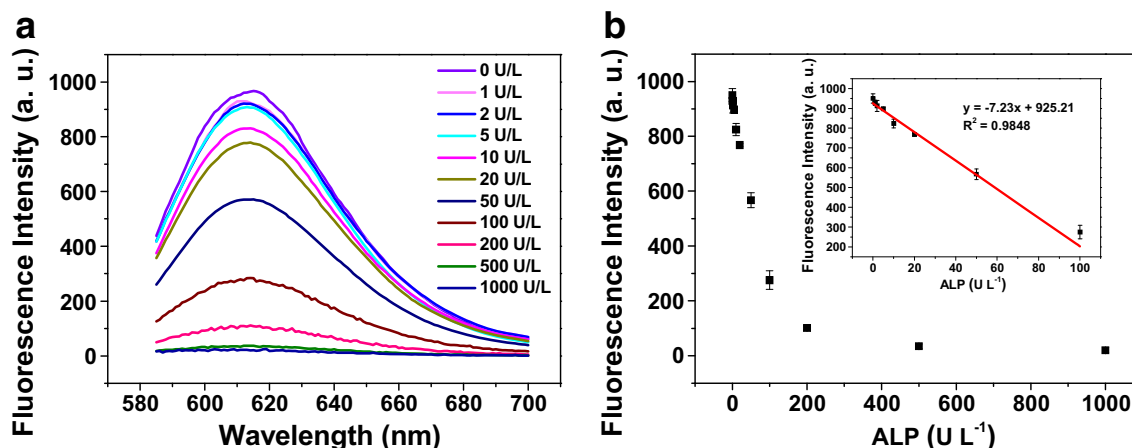 a
Fluorescence Intensity (a. u.)
1000
800
600
400
200
0
580
600
620
640
660
680
700
Wavelength (nm)
0 U/L
1 U/L
2 U/L
5 U/L
10 U/L
20 U/L
50 U/L
100 U/L
200 U/L
500 U/L
1000 U/L
b
Fluorescence Intensity (a. u.)
1000
800
600
400
200
0
0
200
400
600
800
1000
ALP (U L⁻¹)
Fluorescence Intensity (a. u.)
1000
900
800
700
600
500
400
300
200
0
20
40
60
80
100
ALP (U L⁻¹)
y = -7.23x + 925.21
R² = 0.9848